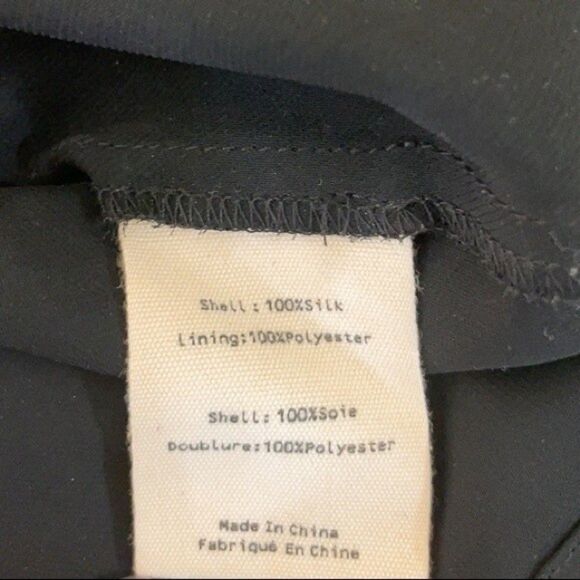 Shell: 100%Silk
Lining:100%Polyester
Shell: 100%Soie
Doublure:100%Polyester
Made In China
Fabriqué En Chine